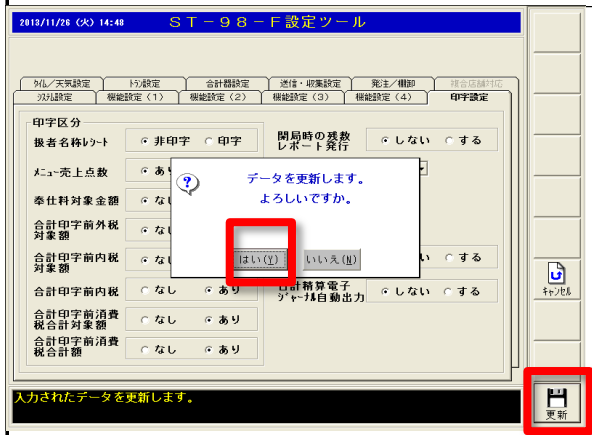 2013/11/26 (火) 14:48
ST－98－F設定ツール
ﾀｲﾑ/天気設定
ﾄﾗﾝ設定
合計器設定
送信・収集設定
発注/棚卸
複合店舗対応
ｼｽﾃﾑ設定
機能設定（1）
機能設定（2）
機能設定（3）
機能設定（4）
印字設定
印字区分
扱者名称ﾚｼｰﾄ
非印字
印字
閉局時の残数
レポート発行
しない
する
ﾒﾆｭｰ売上点数
奉仕料対象金額
合計印字前外税
対象額
合計印字前内税
対象額
する
合計印字前内税
なし
あり
日計精算電子
ｼﾞｬｰﾅﾙ自動出力
しない
する
合計印字前消費
税合計対象額
なし
あり
合計印字前消費
税合計額
なし
あり
データを更新します。
よろしいですか。
はい(Y)
いいえ(N)
ｷｬﾝｾﾙ
入力されたデータを更新します。
更新